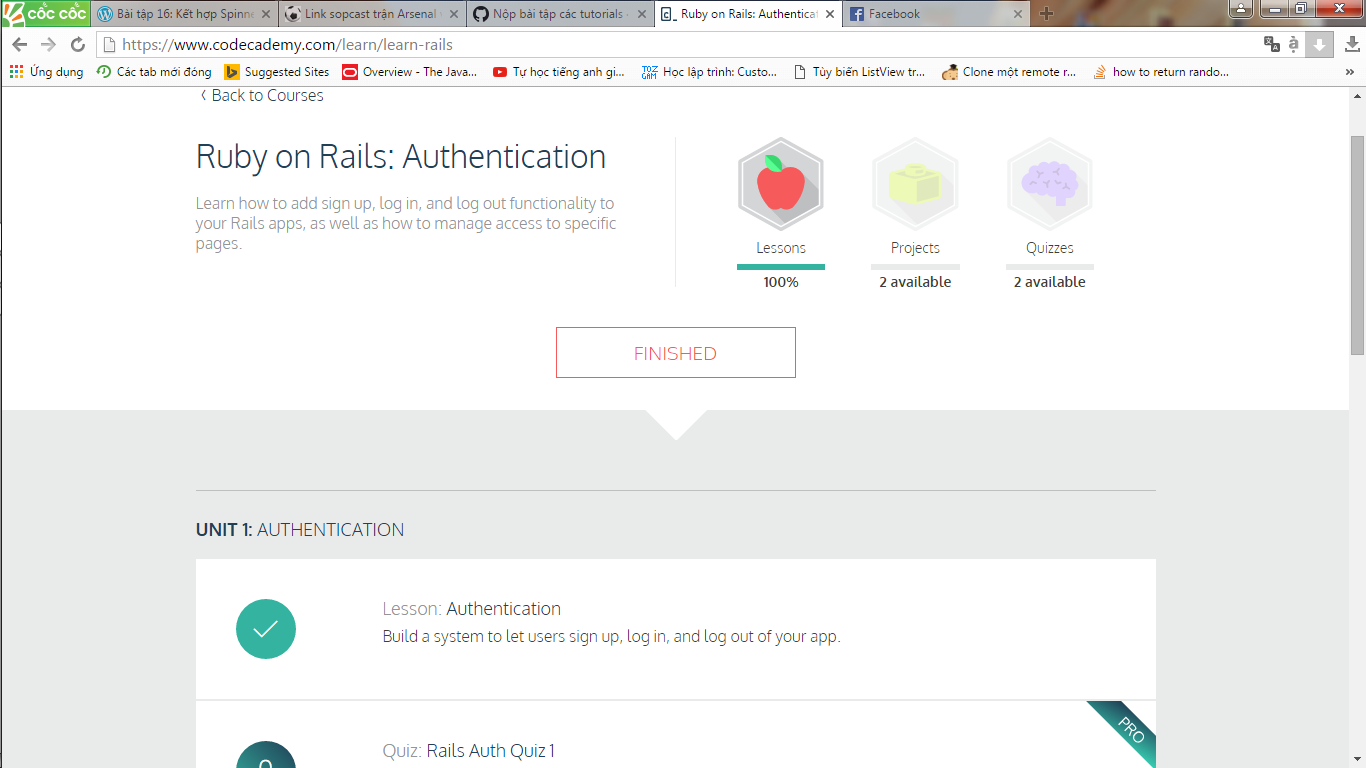 cốc cốc
Bài tập 16: Kết hợp Spinne
Link sopcast trận Arsenal
Nộp bài tập các tutorials
Ruby on Rails: Authenticat
Facebook
https://www.codecademy.com/learn/learn-rails
Ứng dụng
Các tab mới đóng
Suggested Sites
Overview - The Java...
Tự học tiếng anh gi...
TOZ
GAM
Học lập trình: Custo...
Tùy biến ListView tr...
Clone một remote r...
how to return rando...
»
‹ Back to Courses
Ruby on Rails: Authentication
Learn how to add sign up, log in, and log out functionality to
your Rails apps, as well as how to manage access to specific
pages.
Lessons
100%
Projects
2 available
Quizzes
2 available
FINISHED
UNIT 1: AUTHENTICATION
Lesson: Authentication
Build a system to let users sign up, log in, and log out of your app.
PRO
Quiz: Rails Auth Quiz 1